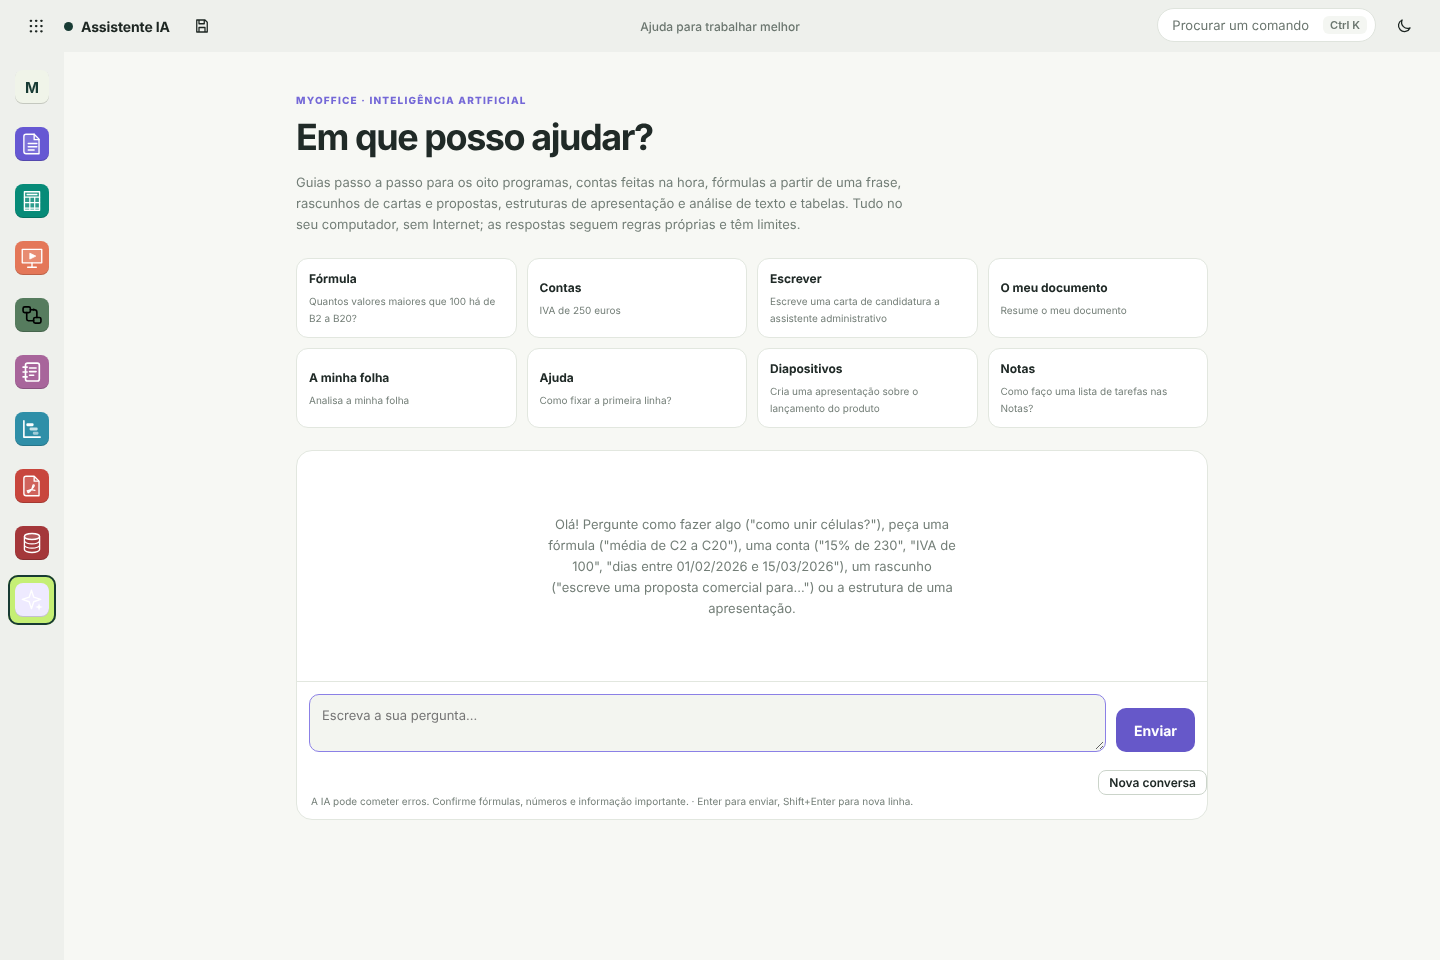 Assistente IA
Ajuda para trabalhar melhor
Procurar um comando
Ctrl K
M
MYOFFICE · INTELIGÊNCIA ARTIFICIAL
Em que posso ajudar?
Guias passo a passo para os oito programas, contas feitas na hora, fórmulas a partir de uma frase,
rascunhos de cartas e propostas, estruturas de apresentação e análise de texto e tabelas. Tudo no
seu computador, sem Internet; as respostas seguem regras próprias e têm limites.
Fórmula
Quantos valores maiores que 100 há de
B2 a B20?
Contas
IVA de 250 euros
Escrever
Escreve uma carta de candidatura a
assistente administrativo
O meu documento
Resume o meu documento
A minha folha
Analisa a minha folha
Ajuda
Como fixar a primeira linha?
Diapositivos
Cria uma apresentação sobre o
lançamento do produto
Notas
Como faço uma lista de tarefas nas
Notas?
Olá! Pergunte como fazer algo ("como unir células?"), peça uma
fórmula ("média de C2 a C20"), uma conta ("15% de 230", "IVA de
100", "dias entre 01/02/2026 e 15/03/2026"), um rascunho
("escreve uma proposta comercial para...") ou a estrutura de uma
apresentação.
Escreva a sua pergunta...
Enviar
Nova conversa
A IA pode cometer erros. Confirme fórmulas, números e informação importante. · Enter para enviar, Shift+Enter para nova linha.